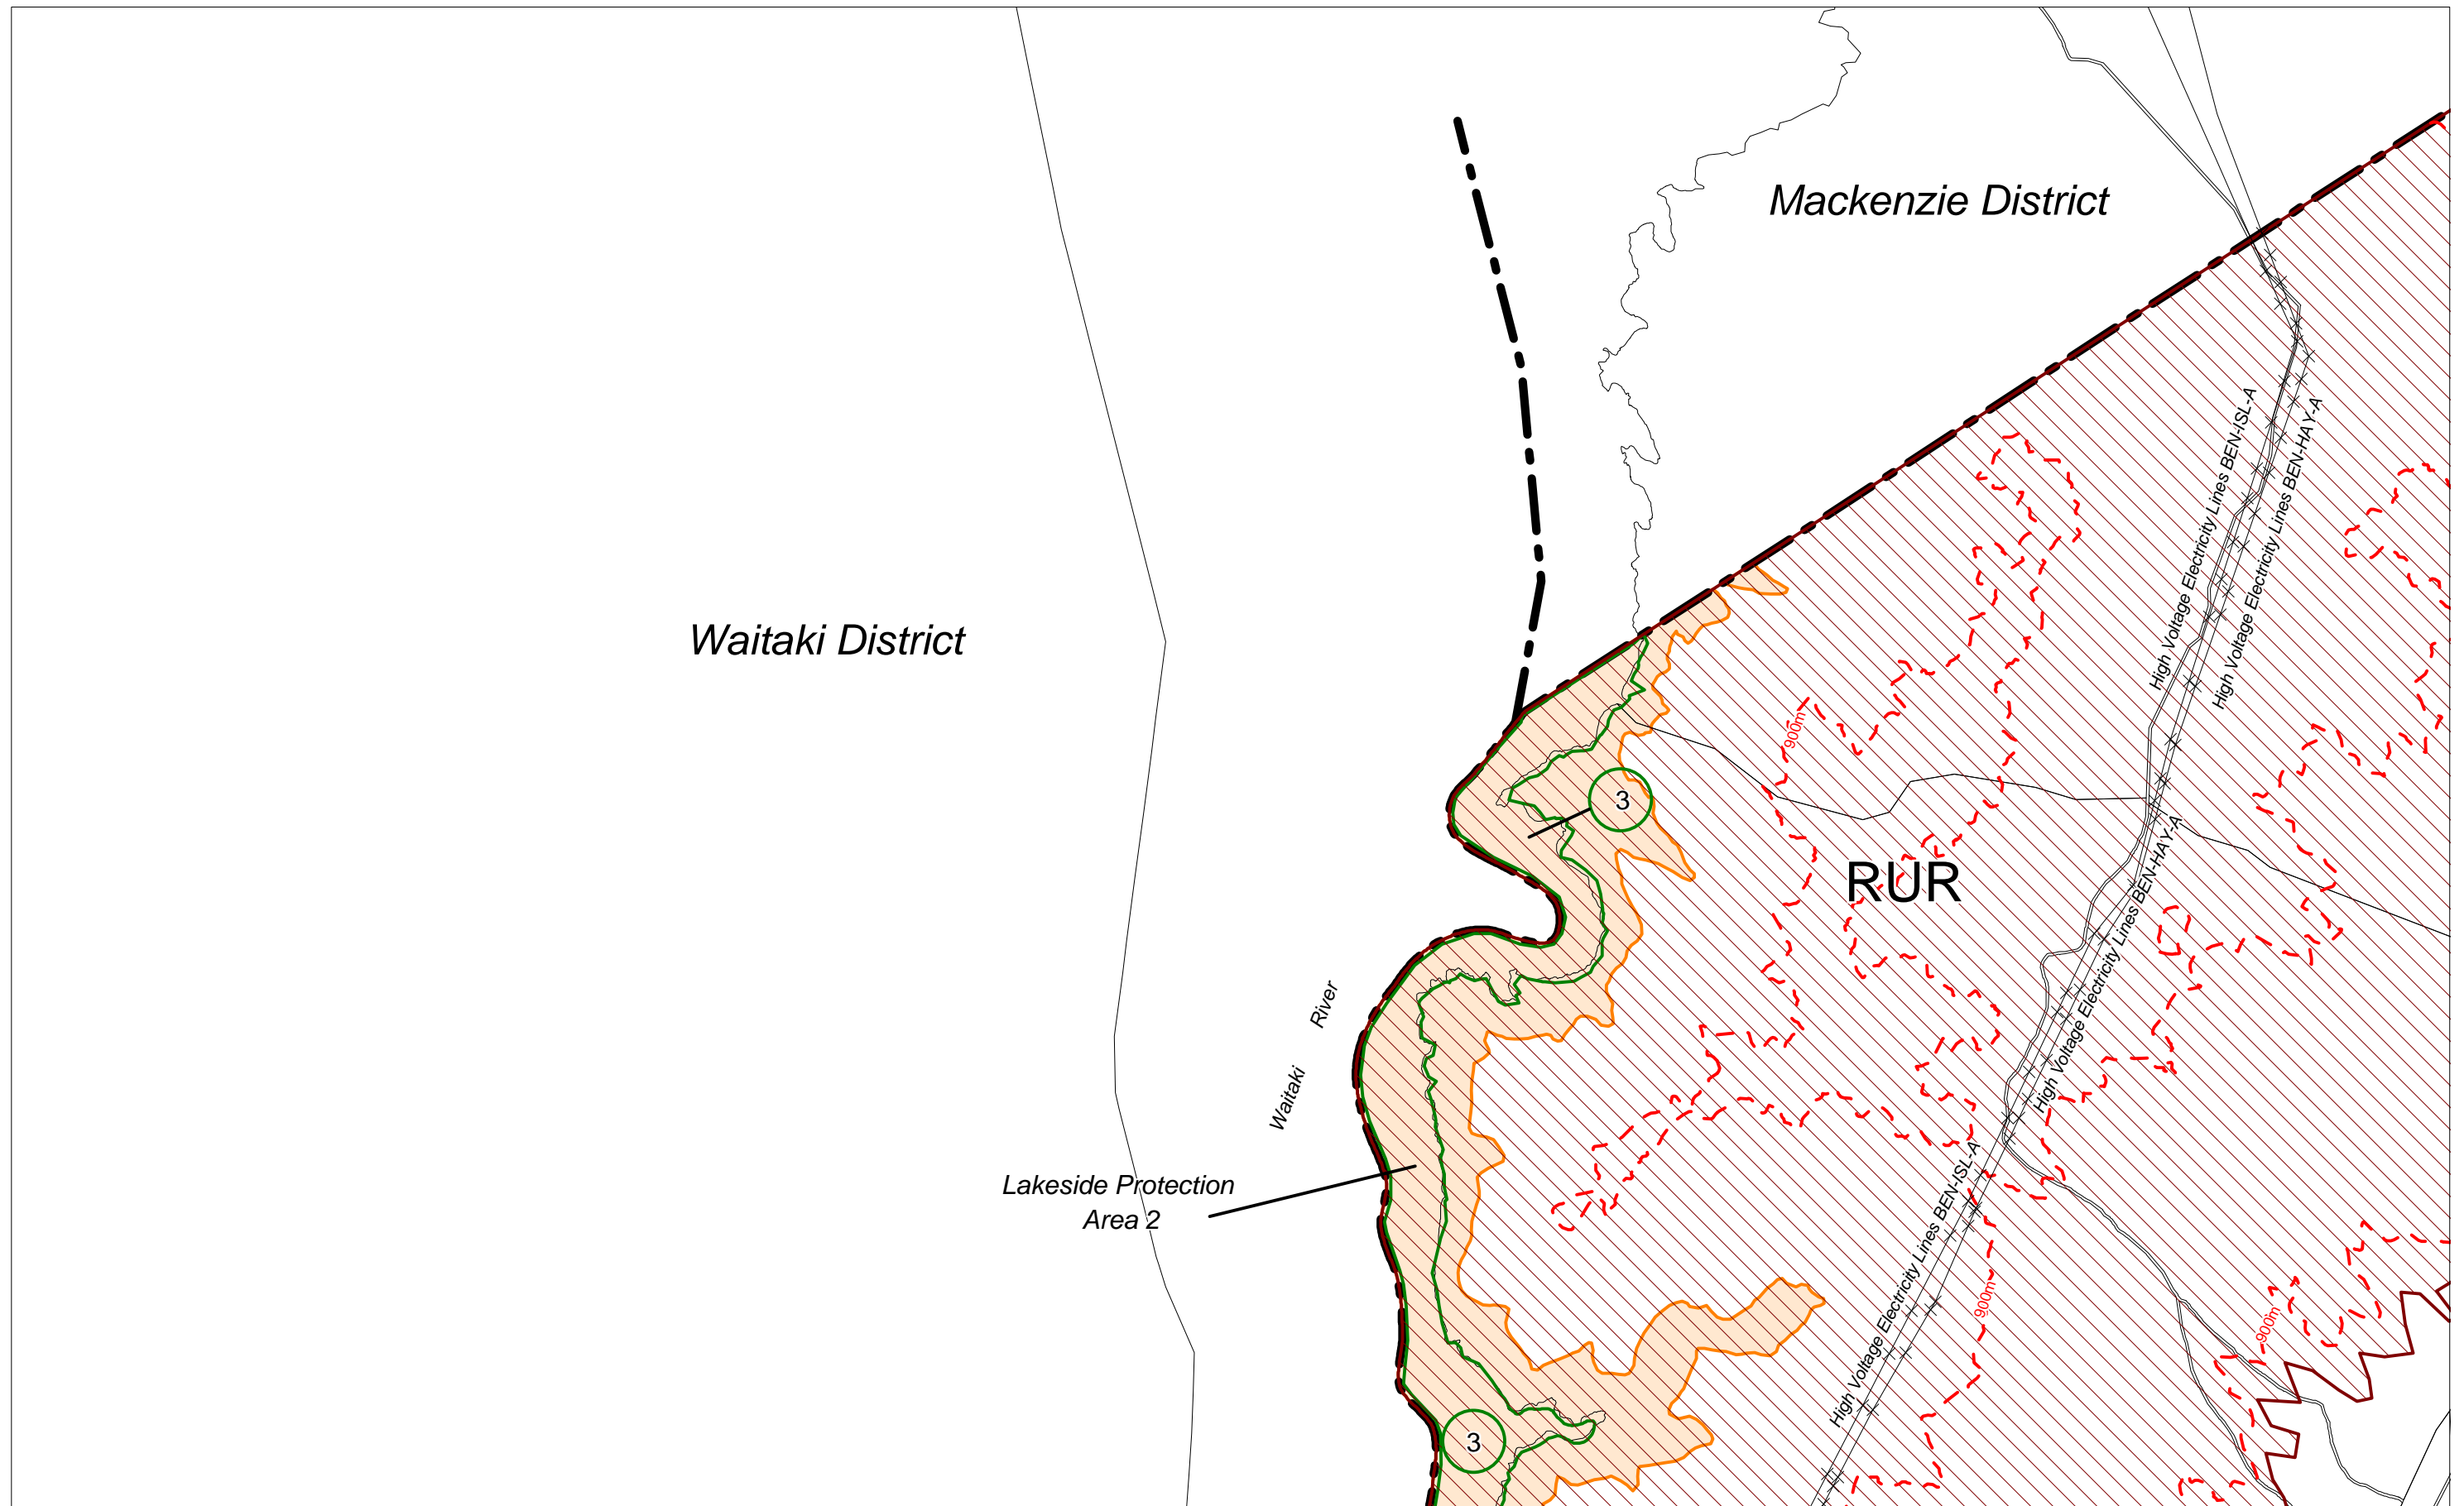 Mackenzie District
Waitaki District
High Voltage Electricity Lines BEN-ISL-A
High Voltage Electricity Lines BEN-HAY-A
900m
3
RUR
High Voltage Electricity Lines BEN-HAY-A
Waitaki River
Lakeside Protection
Area 2
High Voltage Electricity Lines BEN-ISL-A
900m
900m
3